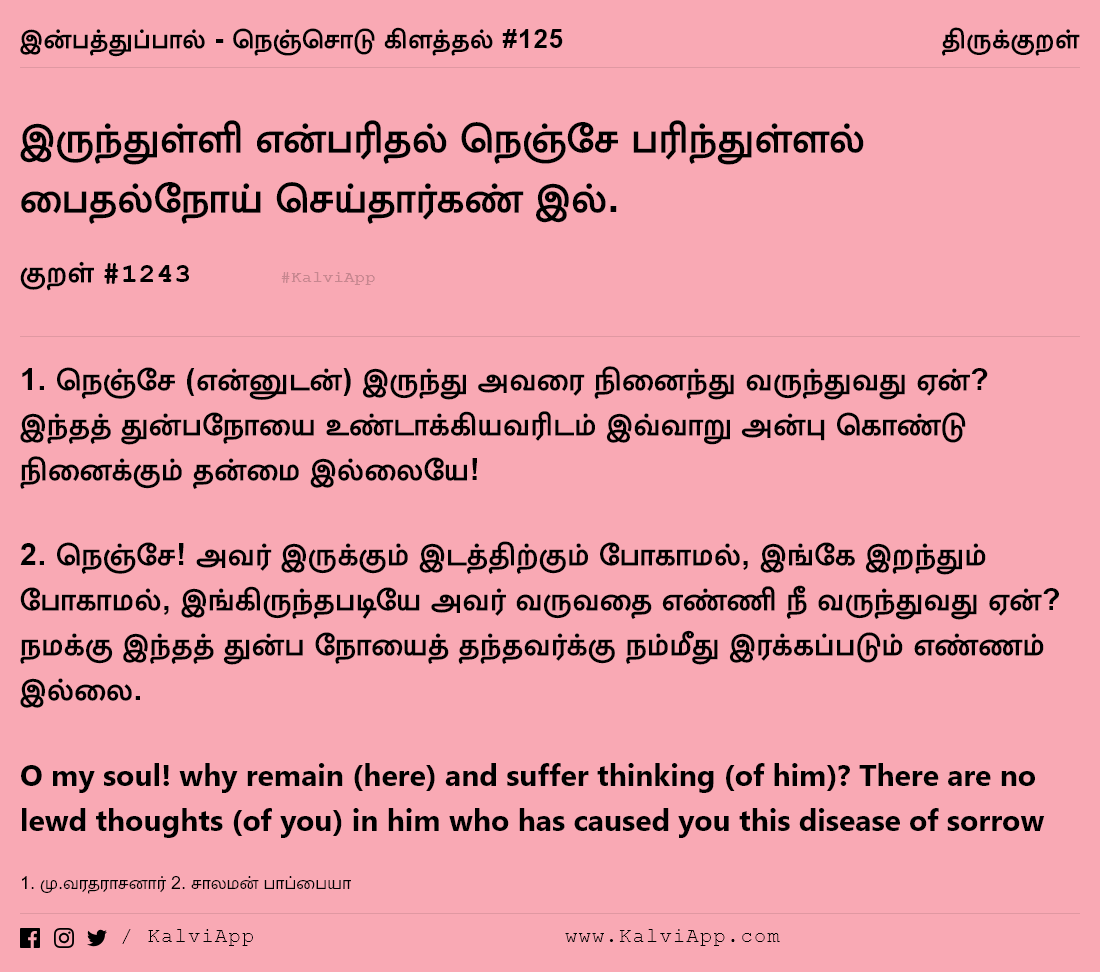 இன்பத்துப்பால் - நெஞ்சொடு கிளத்தல் #125 திருக்குறள்
இருந்துள்ளி என்பரிதல் நெஞ்சே பரிந்துள்ளல்
பைதல்நோய் செய்தார்கண் இல்.
குறள் #1243 #KalviApp
1. நெஞ்சே (என்னுடன்) இருந்து அவரை நினைந்து வருந்துவது ஏன்?
இந்தத் துன்பநோயை உண்டாக்கியவரிடம் இவ்வாறு அன்பு கொண்டு
நினைக்கும் தன்மை இல்லையே!
2. நெஞ்சே! அவர் இருக்கும் இடத்திற்கும் போகாமல், இங்கே இறந்தும்
போகாமல், இங்கிருந்தபடியே அவர் வருவதை எண்ணி நீ வருந்துவது ஏன்?
நமக்கு இந்தத் துன்ப நோயைத் தந்தவர்க்கு நம்மீது இரக்கப்படும் எண்ணம்
இல்லை.
O my soul! why remain (here) and suffer thinking (of him)? There are no
lewd thoughts (of you) in him who has caused you this disease of sorrow
1. மு.வரதராசனார் 2. சாலமன் பாப்பையா
/ KalviApp www.KalviApp.com